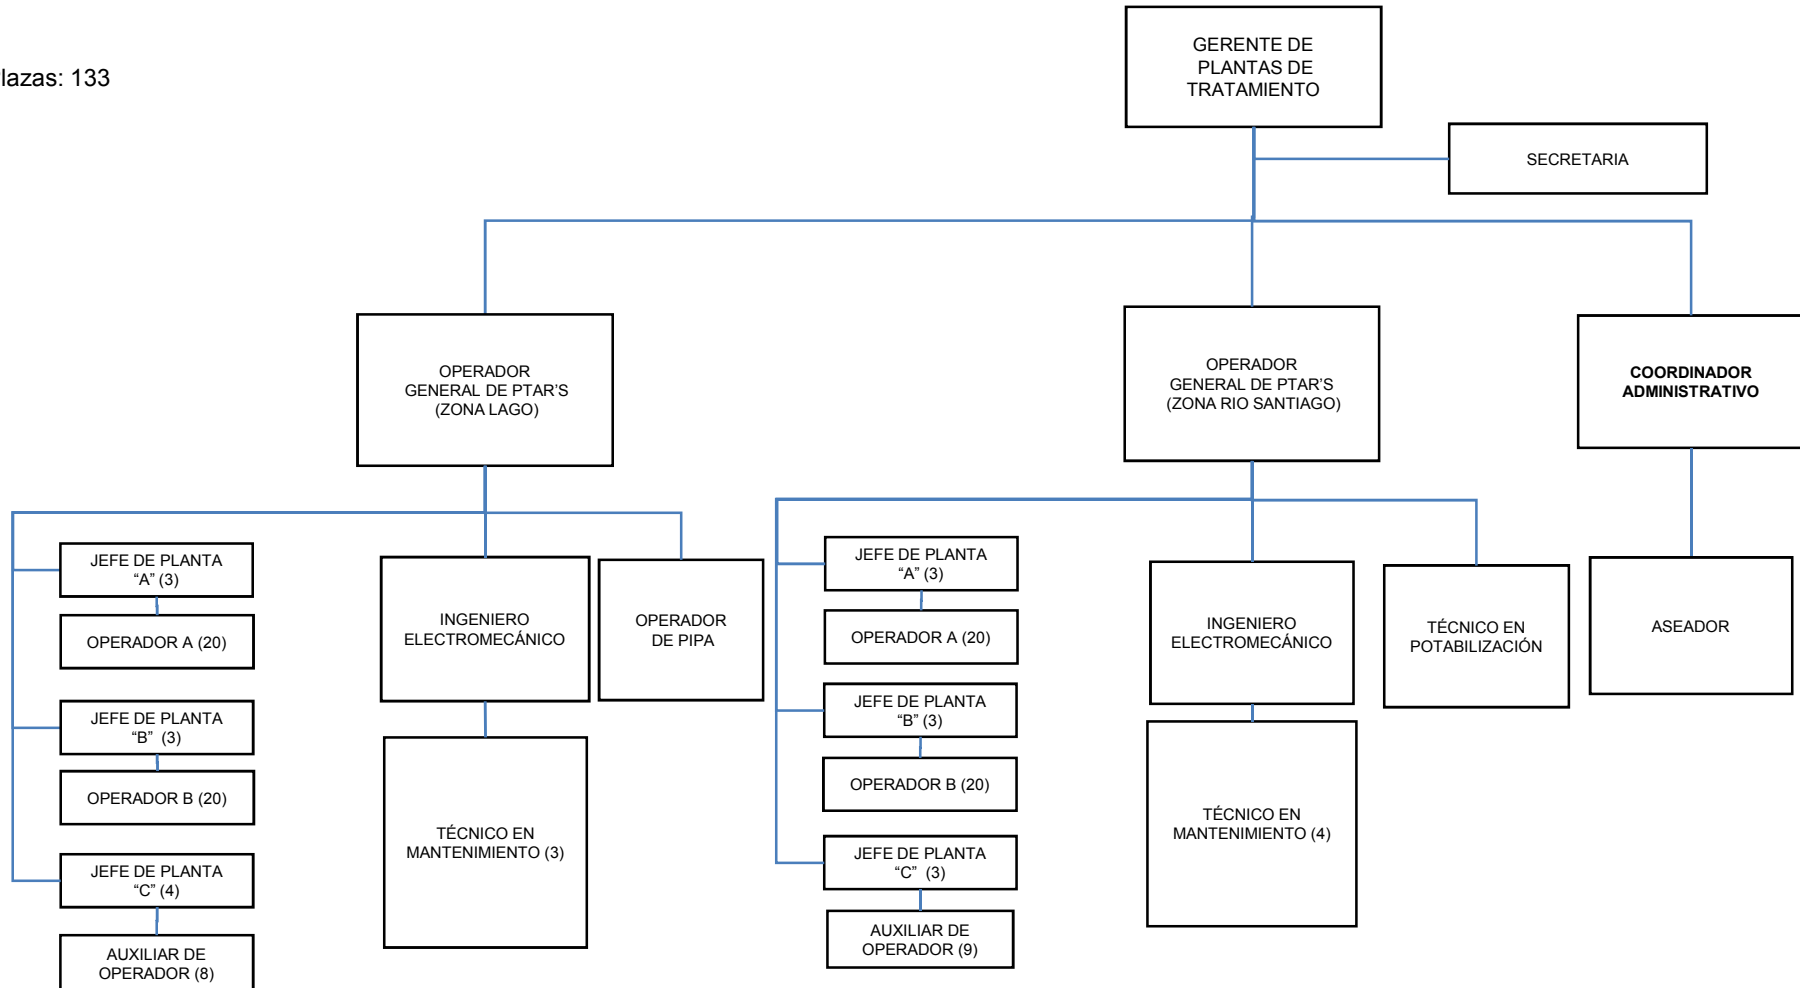 GERENTE DE
PLANTAS DE
TRATAMIENTO
lazas: 133
SECRETARIA
OPERADOR
GENERAL DE PTAR'S
(ZONA LAGO)
OPERADOR
GENERAL DE PTAR'S
(ZONA RIO SANTIAGO)
COORDINADOR
ADMINISTRATIVO
JEFE DE PLANTA
“A” (3)
OPERADOR A (20)
JEFE DE PLANTA
“B” (3)
OPERADOR B (20)
JEFE DE PLANTA
“C” (4)
AUXILIAR DE
OPERADOR (8)
INGENIERO
ELECTROMECÁNICO
TÉCNICO EN
MANTENIMIENTO (3)
OPERADOR
DE PIPA
JEFE DE PLANTA
“A” (3)
OPERADOR A (20)
JEFE DE PLANTA
“B” (3)
OPERADOR B (20)
JEFE DE PLANTA
“C” (3)
AUXILIAR DE
OPERADOR (9)
INGENIERO
ELECTROMECÁNICO
TÉCNICO EN
MANTENIMIENTO (4)
TÉCNICO EN
POTABILIZACIÓN
ASEADOR